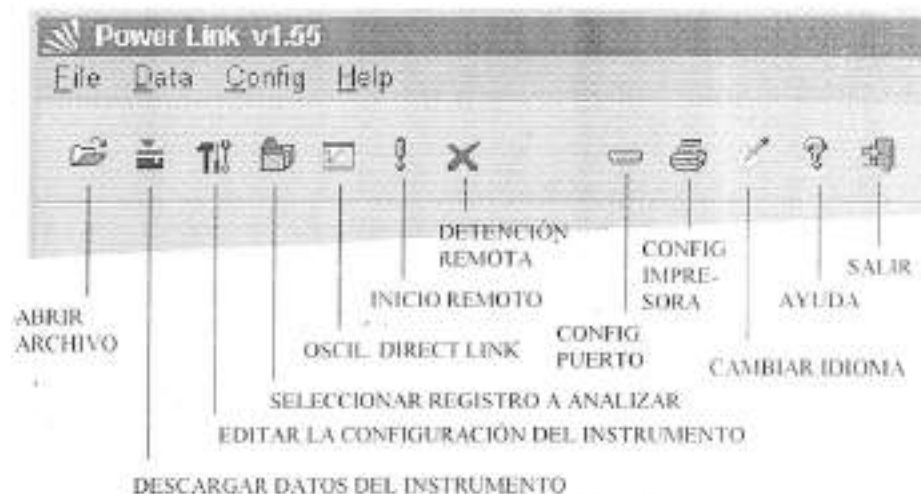 Power Link v1.55
File Data Config Help
DETENCIÓN
REMOTA
CONFIG
IMPRE-
SORA
SALIR
INICIO REMOTO
AYUDA
ABRIR
ARCHIVO
OSCIL. DIRECT LINK
CONFIG
PUERTO
CAMBIAR IDIOMA
SELECCIONAR REGISTRO A ANALIZAR
EDITAR LA CONFIGURACIÓN DEL INSTRUMENTO
DESCARGAR DATOS DEL INSTRUMENTO